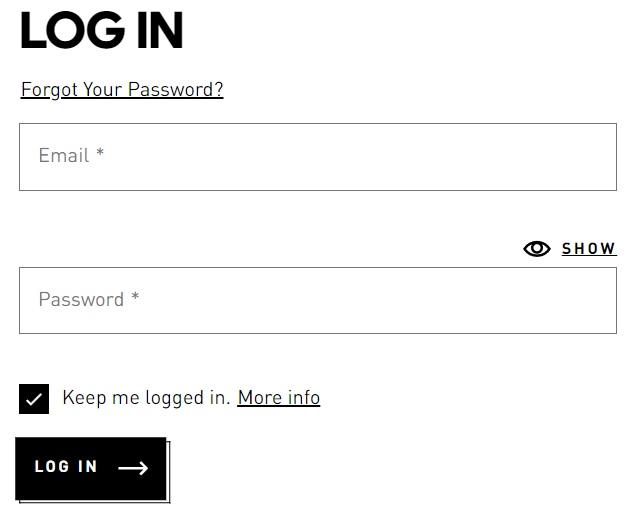 LOG IN
Forgot Your Password?
Email *
SHOW
Password *
Keep me logged in. More info
LOG IN